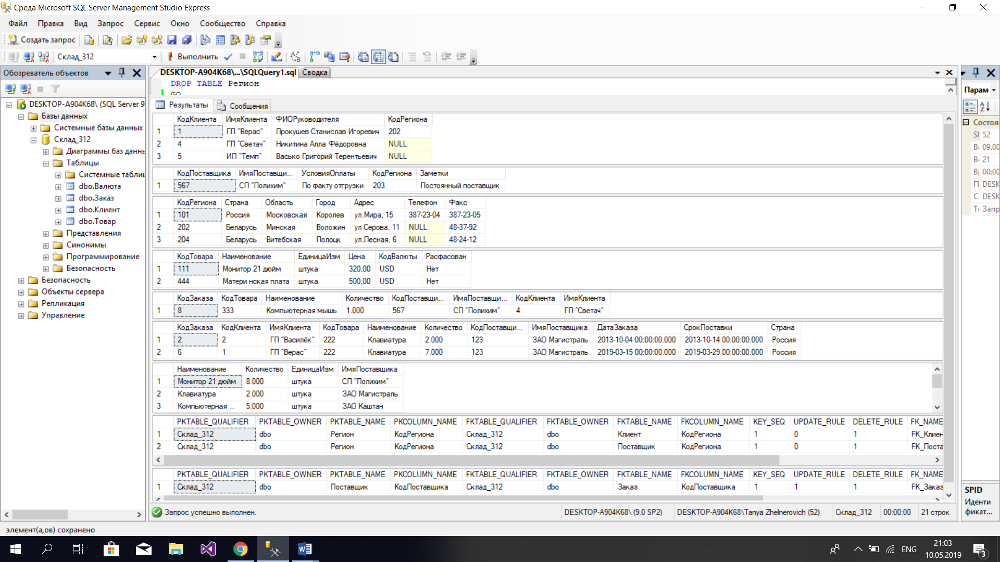 Среда Microsoft SQL Server Management Studio Express
Файл Правка Вид Запрос Сервис Окно Сообщество Справка
Создать запрос
Склад_312 Выполнить
Обозреватель объектов
DESKTOP-A904K68\ (SQL Server 9
Базы данных
Системные базы данных
Склад_312
Диаграммы баз данн
Таблицы
Системные таблиц
dbo.Валюта
dbo.Заказ
dbo.Клиент
dbo.Товар
Представления
Синонимы
Программирование
Безопасность
Безопасность
Объекты сервера
Репликация
Управление
DESKTOP-A904K68\...\SQLQuery1.sql Сводка
DROP TABLE Регион
GO
Результаты Сообщения
КодКлиента ИмяКлиента ФИОРуководителя КодРегиона
1 1 ГП "Верас" Прокушев Станислав Игоревич 202
2 4 ГП "Светач" Никитина Алла Фёдоровна NULL
3 5 ИП "Темп" Васько Григорий Терентьевич NULL
КодПоставщика ИмяПоставщи... УсловияОплаты КодРегиона Заметки
1 567 СП "Полихим" По факту отгрузки 203 Постоянный поставщик
КодРегиона Страна Область Город Адрес Телефон Факс
1 101 Россия Московская Королев ул.Мира, 15 387-23-04 387-23-05
2 202 Беларусь Минская Воложин ул.Серова, 11 NULL 48-37-92
3 204 Беларусь Витебская Полоцк ул.Лесная, 6 NULL 48-24-12
КодТовара Наименование ЕдиницаИзм Цена КодВалюты Расфасован
1 111 Монитор 21 дюйм штука 320,00 USD Нет
2 444 Матери нская плата штука 500,00 USD Нет
КодЗаказа КодТовара Наименование Количество КодПоставщи... ИмяПоставщи... КодКлиента ИмяКлиента
1 8 333 Компьютерная мышь 1.000 567 СП "Полихим" 4 ГП "Светач"
КодЗаказа КодКлиента ИмяКлиента КодТовара Наименование Количество КодПоставщи... ИмяПоставщика ДатаЗаказа СрокПоставки Страна
1 2 2 ГП "Василёк" 222 Клавиатура 2.000 123 ЗАО Магистраль 2013-10-04 00:00:00.000 2013-10-14 00:00:00.000 Россия
2 6 1 ГП "Верас" 222 Клавиатура 7.000 123 ЗАО Магистраль 2019-03-15 00:00:00.000 2019-03-29 00:00:00.000 Россия
Наименование Количество ЕдиницаИзм ИмяПоставщика
1 Монитор 21 дюйм 8.000 штука СП "Полихим"
2 Клавиатура 2.000 штука ЗАО Магистраль
3 Компьютерная ... 5.000 штука ЗАО Каштан
PKTABLE_QUALIFIER PKTABLE_OWNER PKTABLE_NAME PKCOLUMN_NAME FKTABLE_QUALIFIER FKTABLE_OWNER FKTABLE_NAME FKCOLUMN_NAME KEY_SEQ UPDATE_RULE DELETE_RULE FK_NAME
1 Склад_312 dbo Регион КодРегиона Склад_312 dbo Клиент КодРегиона 1 0 1 FK_Клиен
2 Склад_312 dbo Регион КодРегиона Склад_312 dbo Поставщик КодРегиона 1 0 1 FK_Поста
PKTABLE_QUALIFIER PKTABLE_OWNER PKTABLE_NAME PKCOLUMN_NAME FKTABLE_QUALIFIER FKTABLE_OWNER FKTABLE_NAME FKCOLUMN_NAME KEY_SEQ UPDATE_RULE DELETE_RULE FK_NAME
1 Склад_312 dbo Поставщик КодПоставщика Склад_312 dbo Заказ КодПоставщика 1 1 1 FK_Заказ
Запрос успешно выполнен. DESKTOP-A904K68\ (9.0 SP2) DESKTOP-A904K68\Tanya Zhelnerovich (52) Склад_312 00:00:00 21 строк
Парам
Состоя
SI 52
Ве 09.00
Ве 21
Вр 00:00
П DESK
С DESK
Те Запр
SPID
Иденти
фикат...
элемент(а,ов) сохранено
ENG
21:03
10.05.2019
3